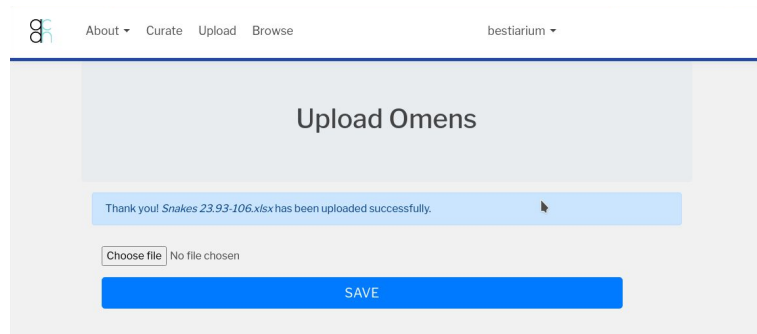 About Curate Upload Browse bestiarium
Upload Omens
Thank you! Snakes 23.93-106.xlsx has been uploaded successfully.
Choose file No file chosen
SAVE